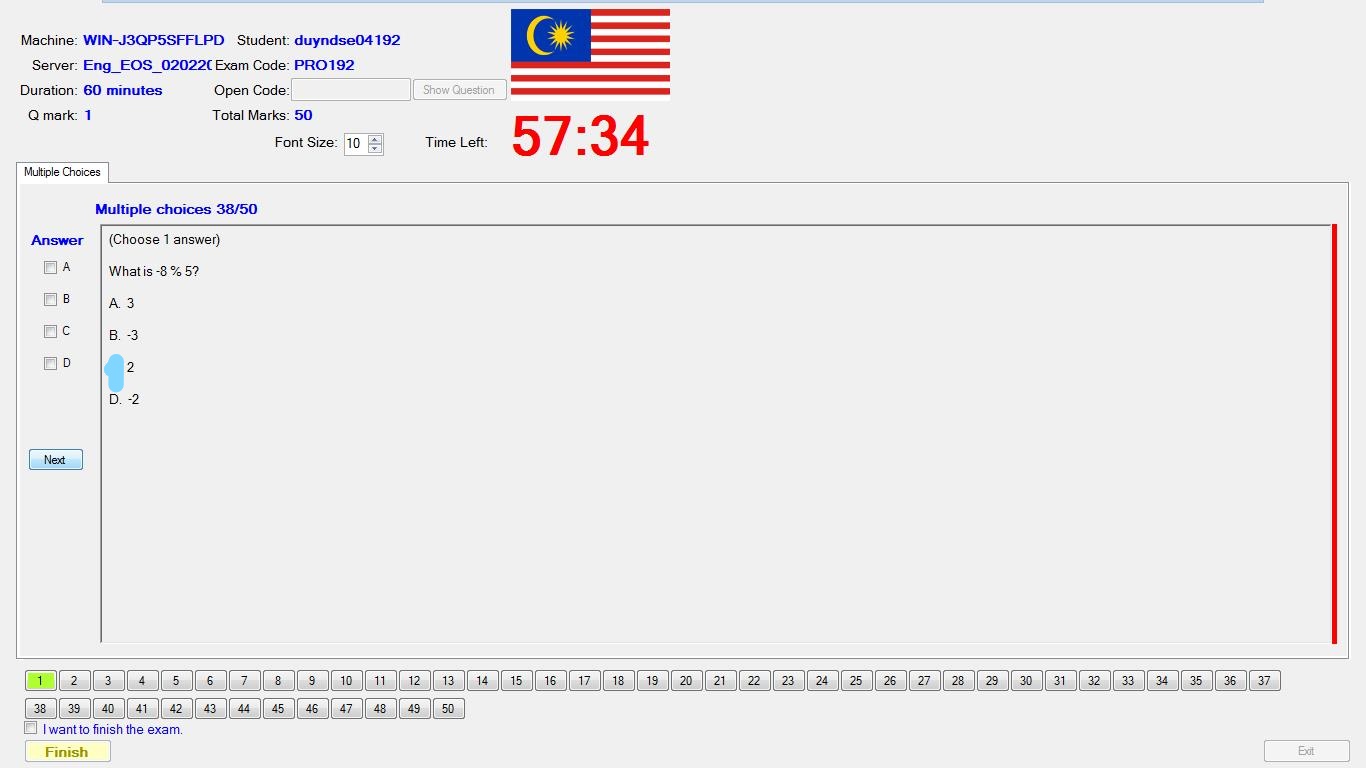 Machine: WIN-J3QP5SFFLPD Student: duyndse04192
Server: Eng_EOS_020220 Exam Code: PRO192
Duration: 60 minutes Open Code: Show Question
Q mark: 1 Total Marks: 50
Font Size: 10 Time Left: 57:34
Multiple Choices
Multiple choices 38/50
Answer
(Choose 1 answer)
A
What is -8 % 5?
B
A. 3
C
B. -3
D
2
D. -2
Next
1 2 3 4 5 6 7 8 9 10 11 12 13 14 15 16 17 18 19 20 21 22 23 24 25 26 27 28 29 30 31 32 33 34 35 36 37
38 39 40 41 42 43 44 45 46 47 48 49 50
I want to finish the exam.
Finish Exit